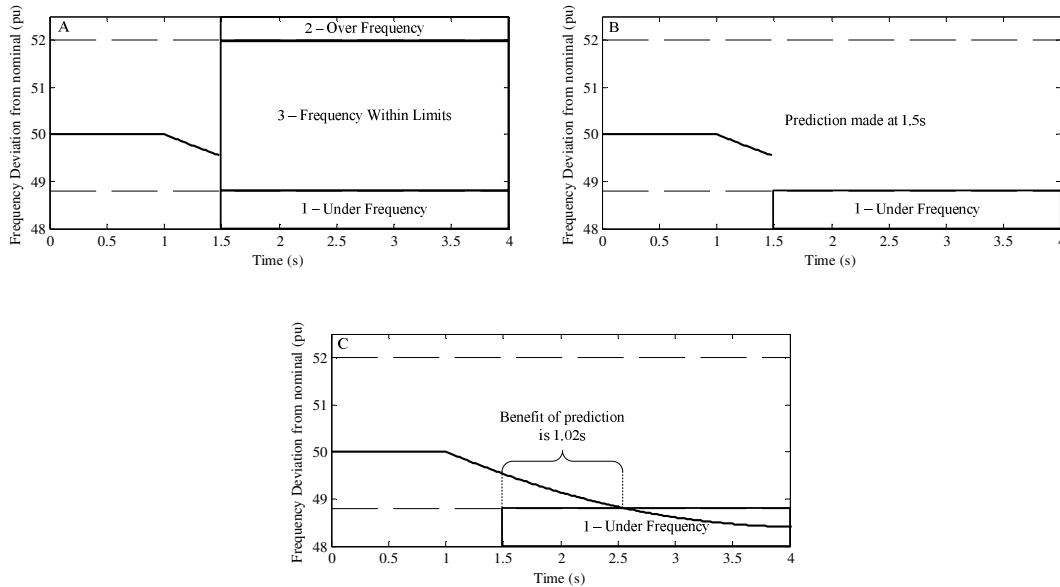 A
2 – Over Frequency
3 – Frequency Within Limits
1 – Under Frequency
Frequency Deviation from nominal (pu)
52
51
50
49
48
0 0.5 1 1.5 2 2.5 3 3.5 4
Time (s)
B
Prediction made at 1.5s
1 – Under Frequency
Frequency Deviation from nominal (pu)
52
51
50
49
48
0 0.5 1 1.5 2 2.5 3 3.5 4
Time (s)
C
Benefit of prediction
is 1.02s
1 – Under Frequency
Frequency Deviation from nominal (pu)
52
51
50
49
48
0 0.5 1 1.5 2 2.5 3 3.5 4
Time (s)